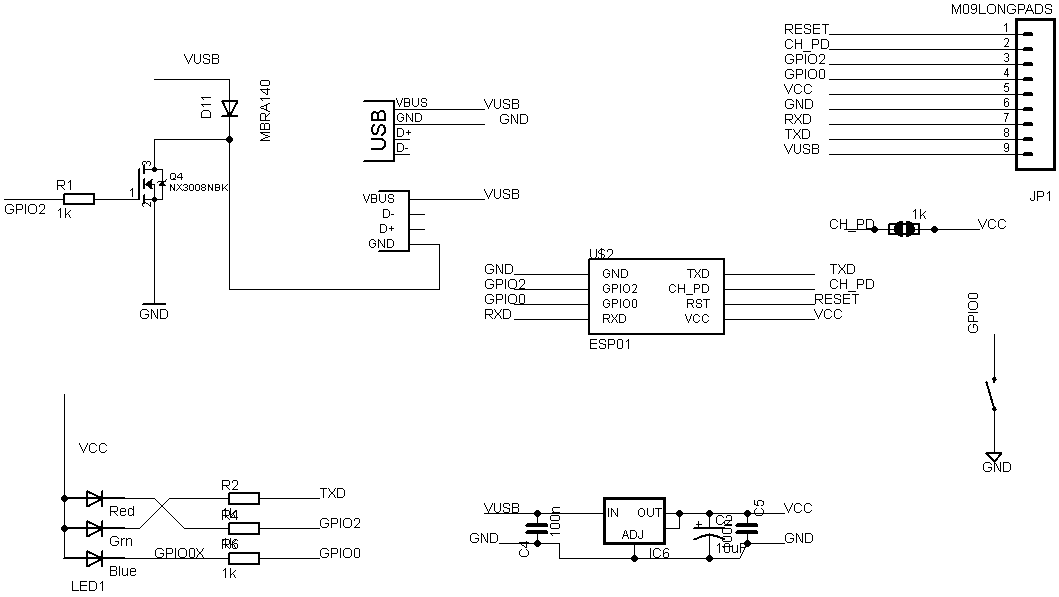 M09LONGPADS
RESET 1
CH_PD 2
GPIO2 3
GPIO0 4
VCC 5
GND 6
RXD 7
TXD 8
VUSB 9
JP1
VUSB
D11
MBRA140
R1
1k
GPIO2
1
3
2
Q4
NX3008NBK
GND
USB
VBUS VUSB
GND GND
D+
D-
VBUS VUSB
D-
D+
GND
CH_PD 1k VCC
U$2
GND GND TXD TXD
GPIO2 GPIO2 CH_PD CH_PD
GPIO0 GPIO0 RST RESET
RXD RXD VCC VCC
ESP01
GPIO0
GND
VCC
R2
TXD
Red
1k
R4
GPIO2
Grn
1k
R6
GPIO0X GPIO0
Blue
1k
LED1
VUSB IN OUT VCC
100n
C4
GND ADJ GND
IC6
10uF
C5